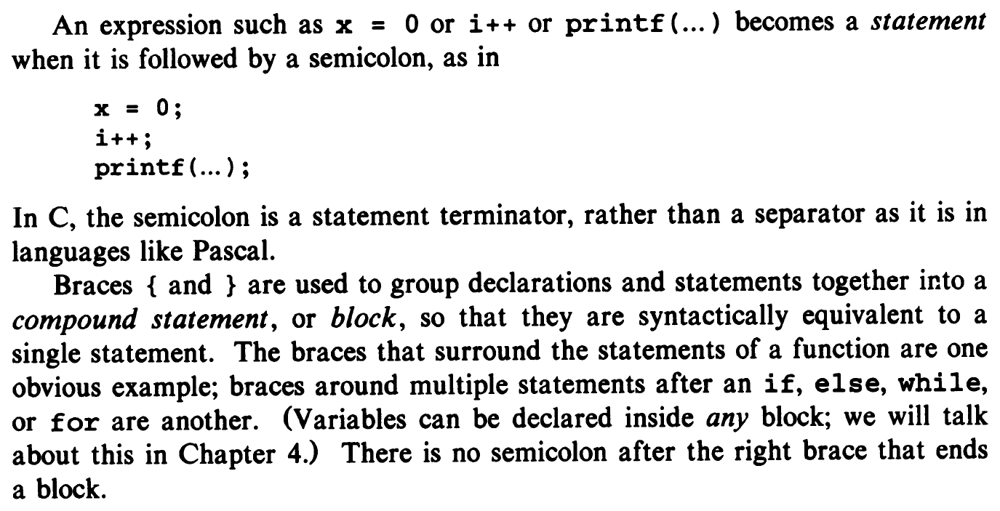 An expression such as x = 0 or i++ or printf(...) becomes a statement
when it is followed by a semicolon, as in
x = 0;
i++;
printf(...);
In C, the semicolon is a statement terminator, rather than a separator as it is in
languages like Pascal.
Braces { and } are used to group declarations and statements together into a
compound statement, or block, so that they are syntactically equivalent to a
single statement. The braces that surround the statements of a function are one
obvious example; braces around multiple statements after an if, else, while,
or for are another. (Variables can be declared inside any block; we will talk
about this in Chapter 4.) There is no semicolon after the right brace that ends
a block.